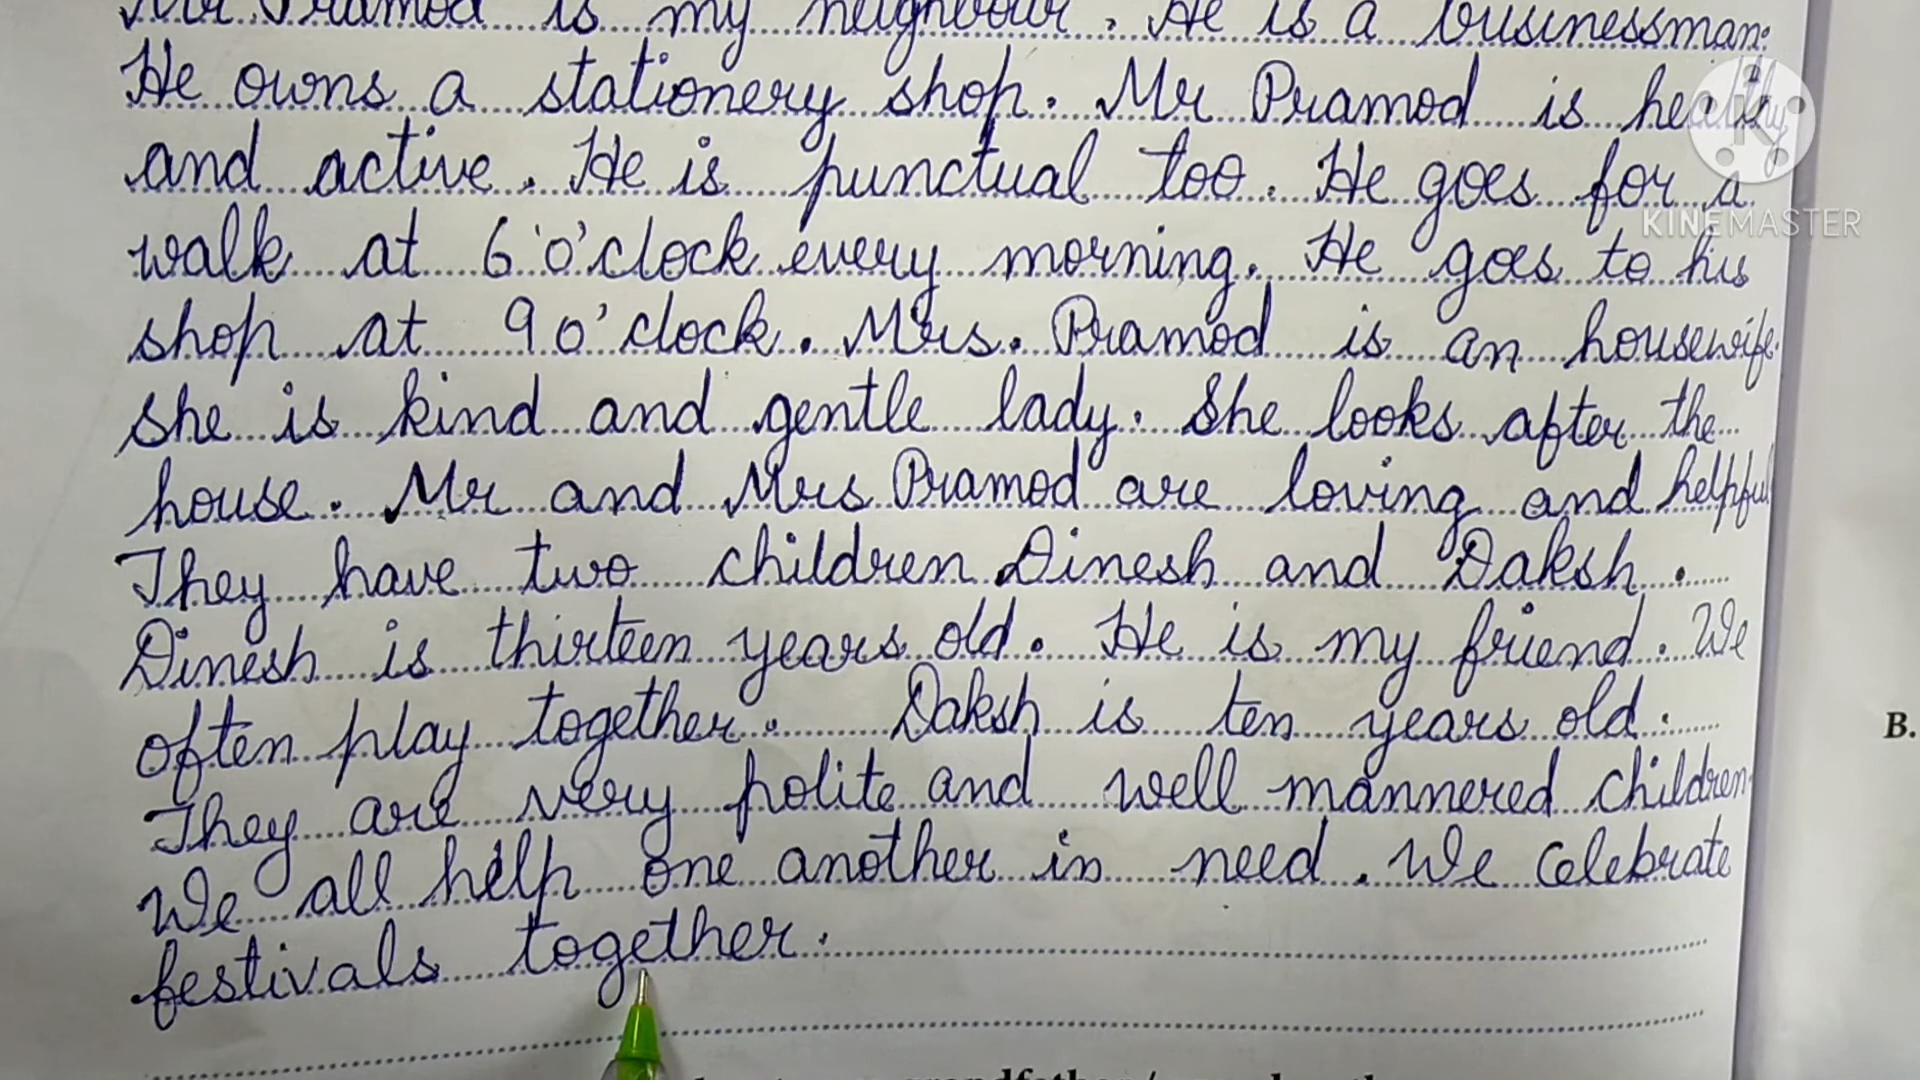 Mr. Pramod is my neighbour. He is a businessman.
He owns a stationery shop. Mr Pramod is healthy
and active. He is punctual too. He goes for a
walk at 6 o'clock every morning. He goes to his
shop at 9 o'clock. Mrs. Pramod is an housewife.
She is kind and gentle lady. She looks after the
house. Mr and Mrs Pramod are loving and helpful
They have two children Dinesh and Daksh.
Dinesh is thirteen years old. He is my friend. We
often play together. Daksh is ten years old.
They are very polite and well mannered children.
We all help one another in need. We celebrate
festivals together.
B.
KINEMASTER